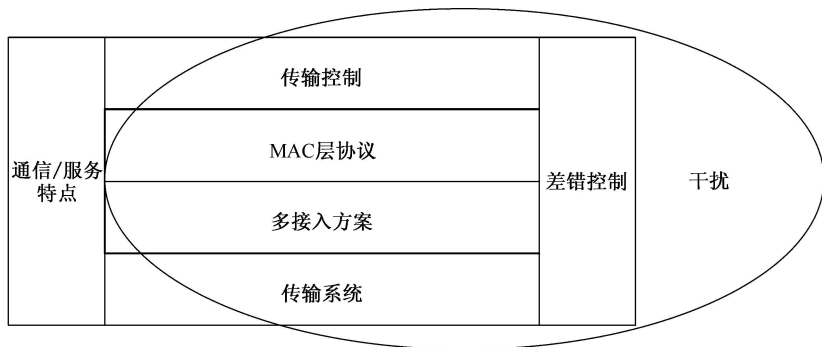 传输控制
MAC层协议
通信/服务
特点
差错控制
干扰
多接入方案
传输系统